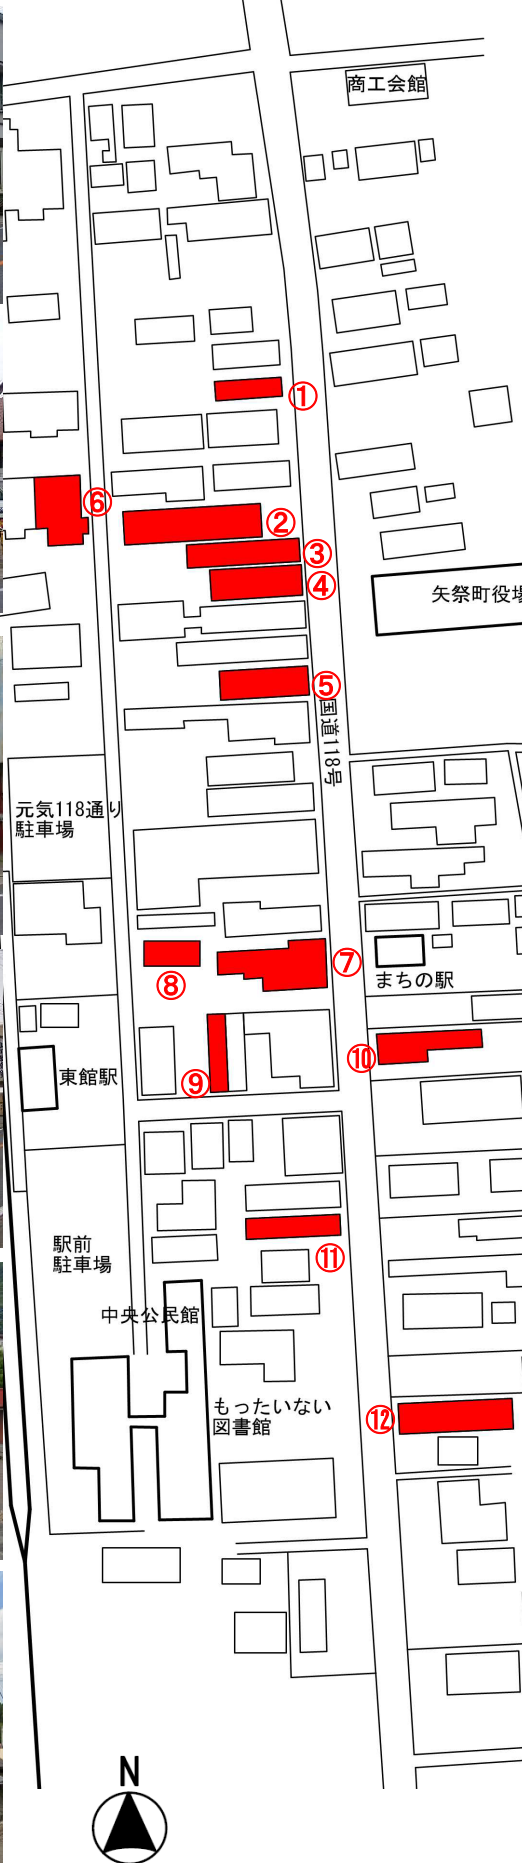 商工会館
①
⑥
②
③
④
矢祭町役場
⑤
国道118号
元気118通り
駐車場
⑦
⑧
まちの駅
⑩
東館駅
⑨
駅前
駐車場
⑪
中央公民館
もったいない
図書館
⑫
N